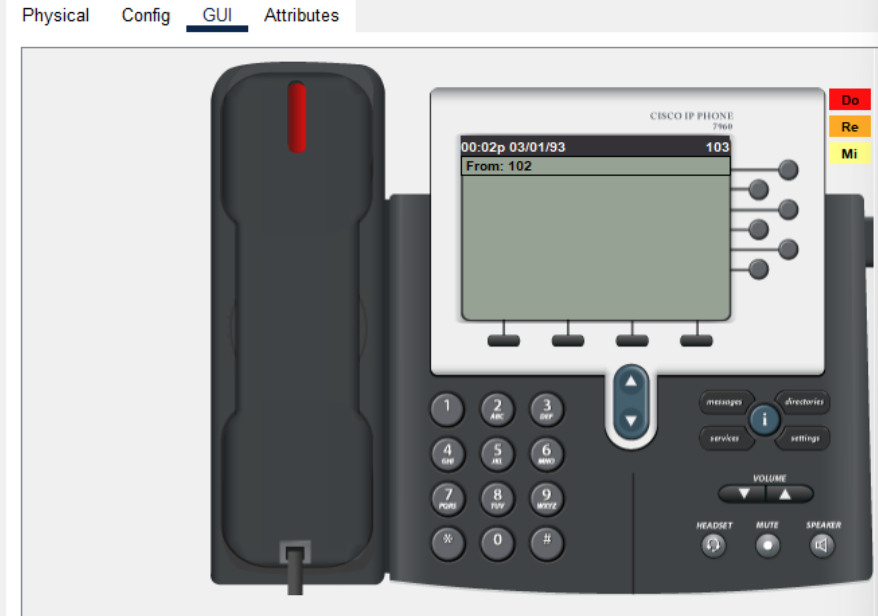 Physical Config GUI Attributes
CISCO IP PHONE
7960
Do
Re
Mi
00:02p 03/01/93 103
From: 102
1 2 ABC 3 DEF
4 GHI 5 JKL 6 MNO
7 PQRS 8 TUV 9 WXYZ
* 0 #
messages directories
i
services settings
VOLUME
HEADSET MUTE SPEAKER